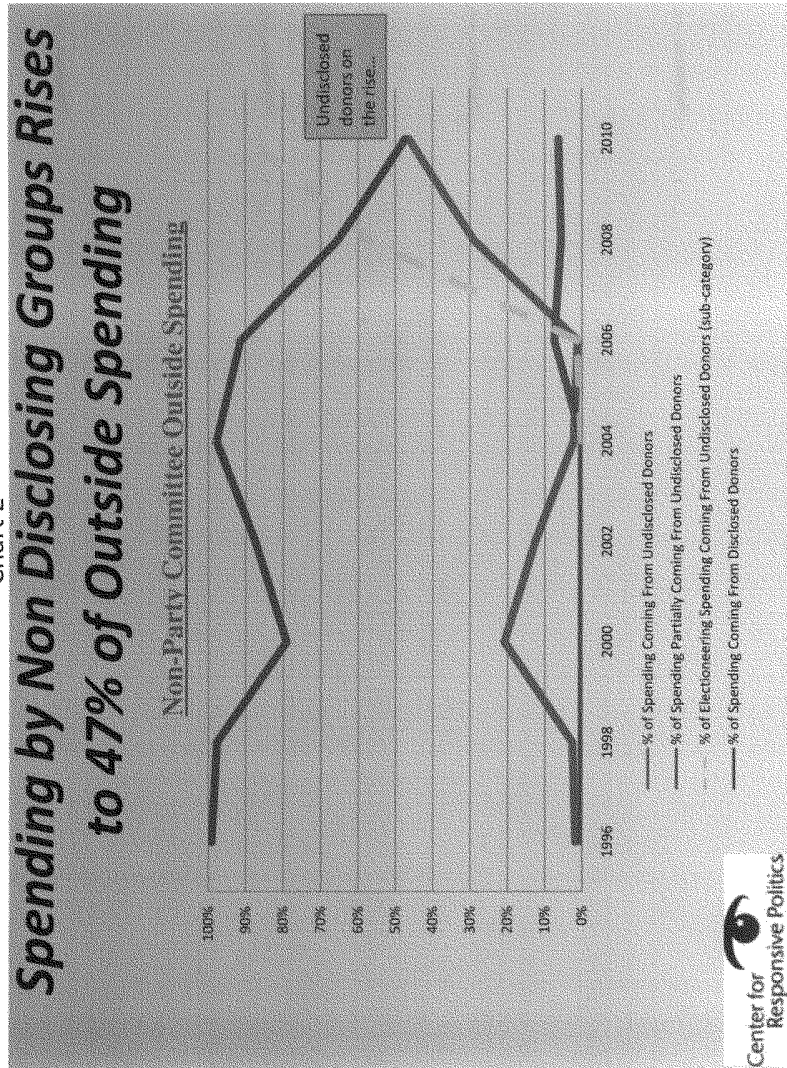 Spending by Non Disclosing Groups Rises
to 47% of Outside Spending
Non-Party Committee Outside Spending
Undisclosed
donors on
the rise...
100%
90%
80%
70%
60%
50%
40%
30%
20%
10%
0%
1996
1998
2000
2002
2004
2006
2008
2010
% of Spending Coming From Undisclosed Donors
% of Spending Partially Coming From Undisclosed Donors
% of Electioneering Spending Coming From Undisclosed Donors (sub-category)
% of Spending Coming From Disclosed Donors
Center for
Responsive Politics